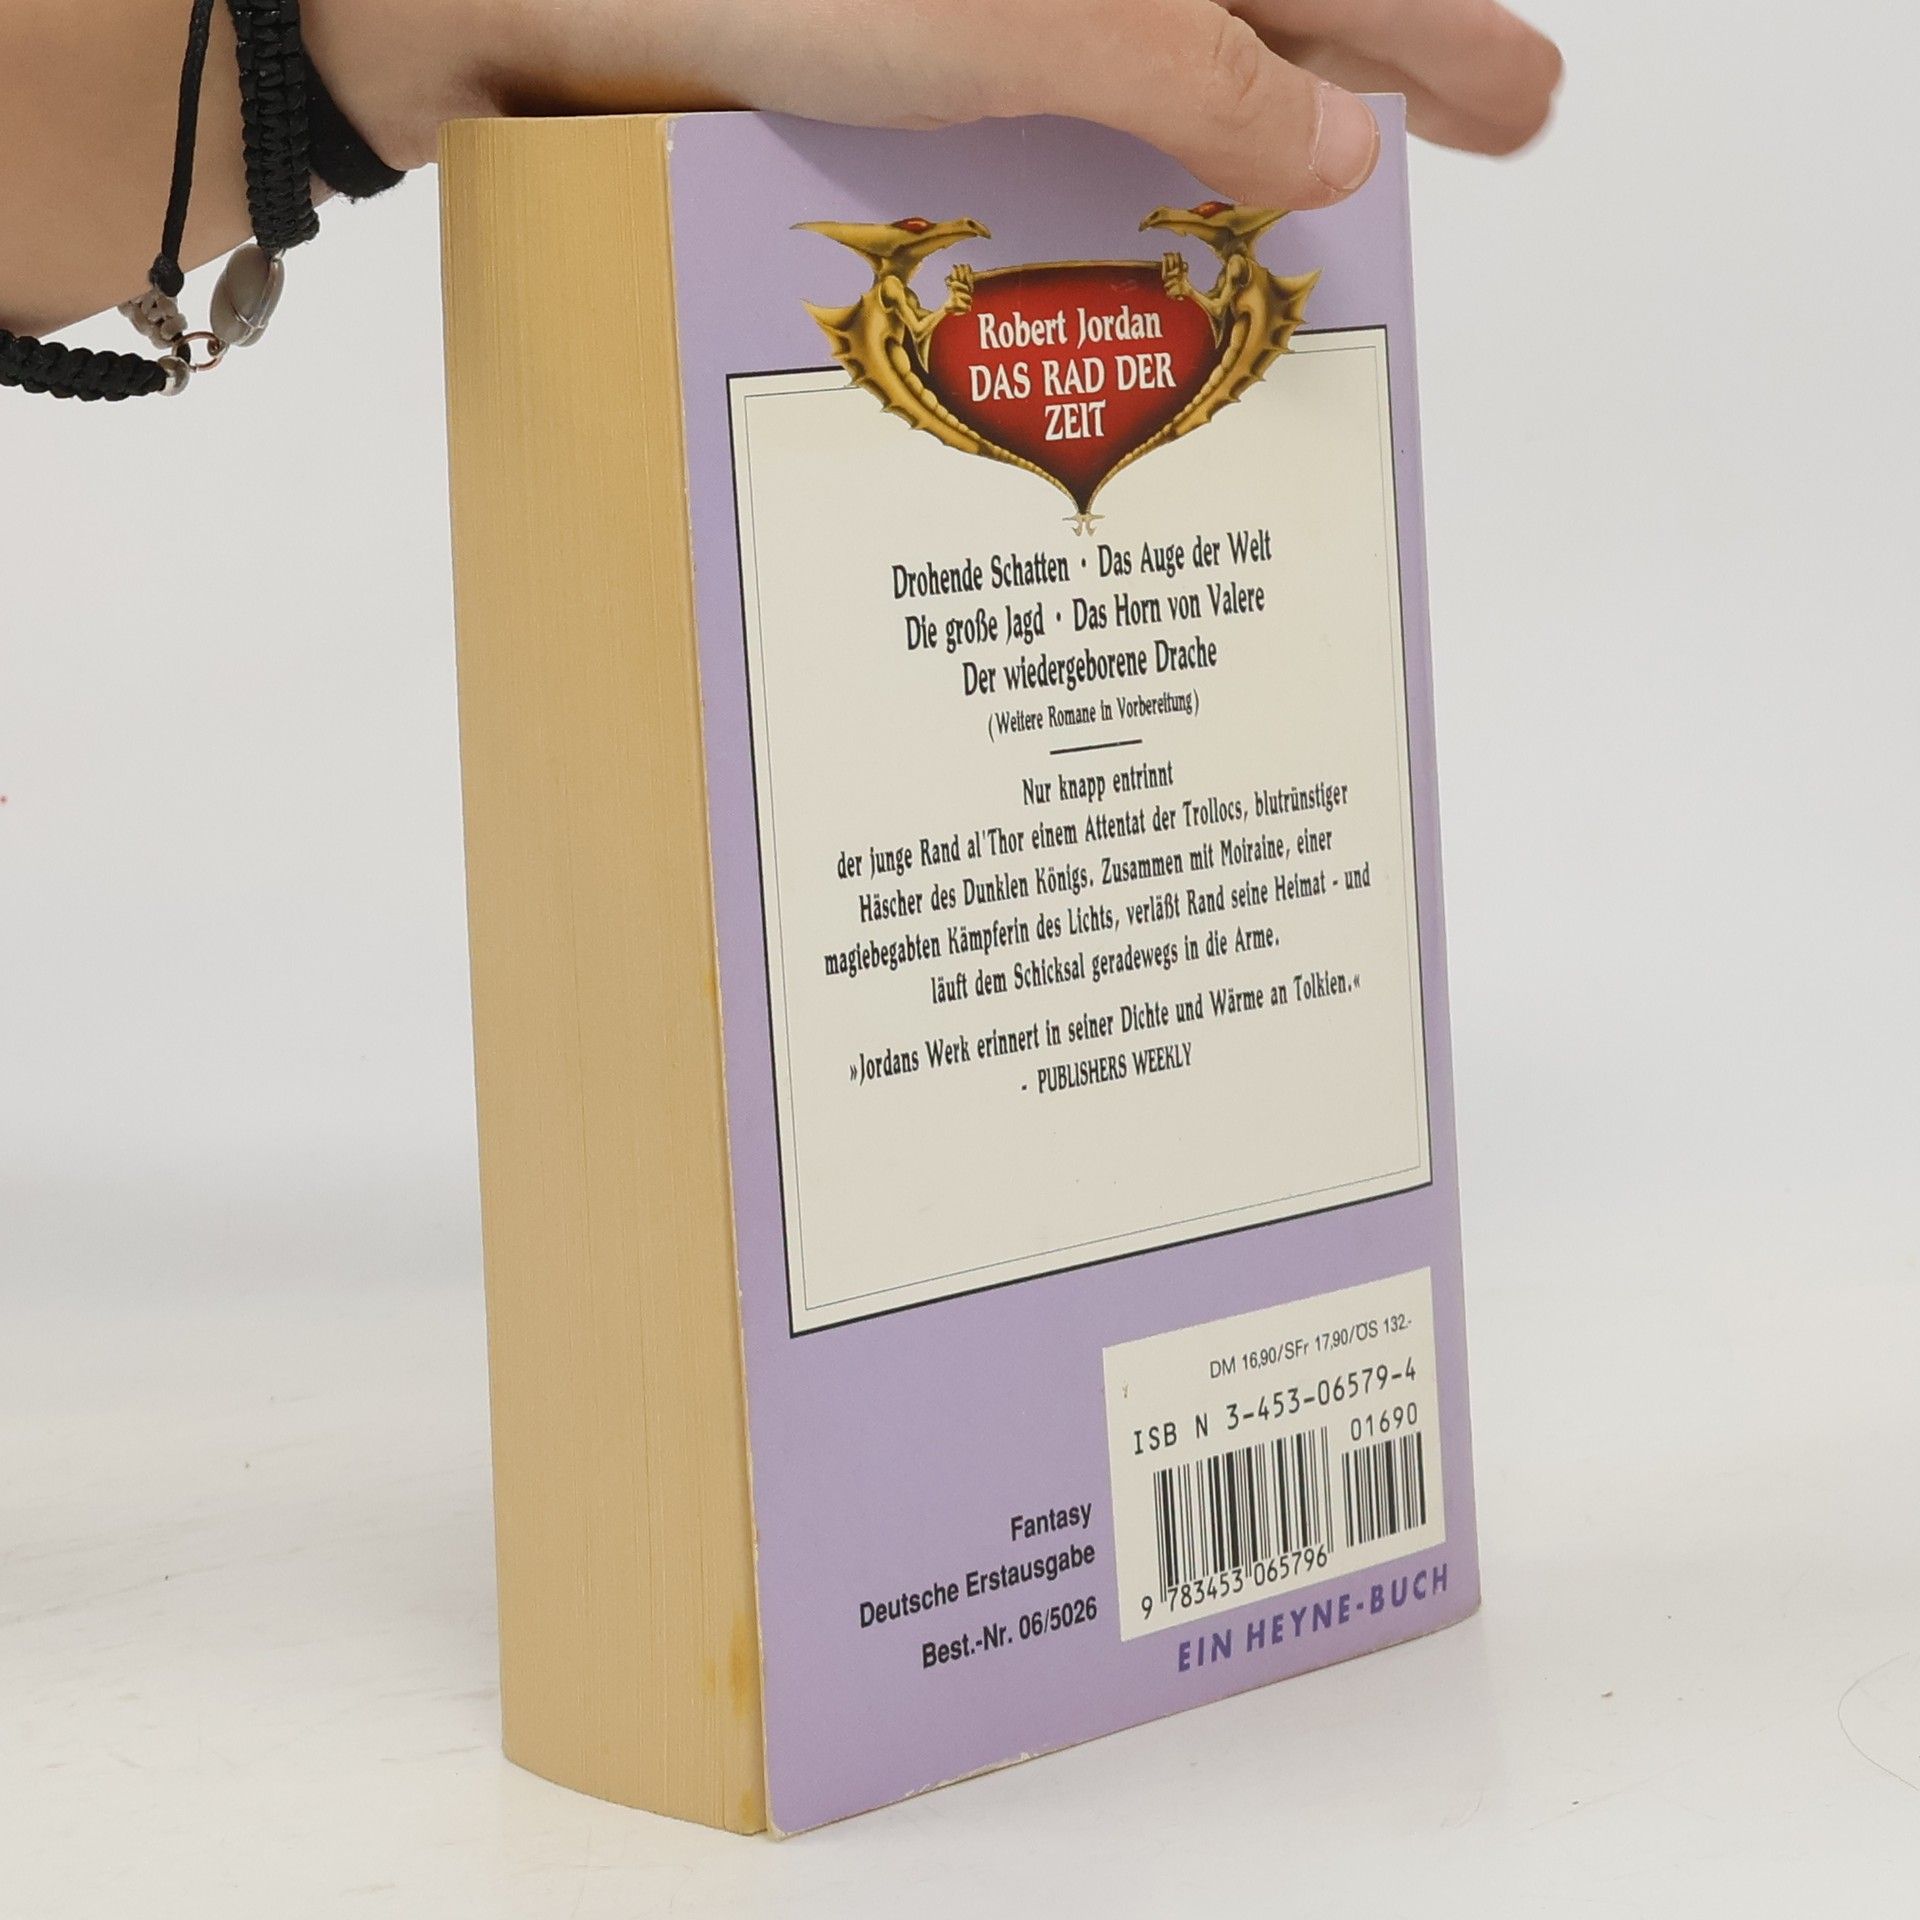 Robert Jordan
DAS RAD DER
ZEIT
Drohende Schatten · Das Auge der Welt
Die große Jagd · Das Horn von Valere
Der wiedergeborene Drache
(Weitere Romane in Vorbereitung)
Nur knapp entrinnt
der junge Rand al'Thor einem Attentat der Trollocs, blutrünstiger
Häscher des Dunklen Königs. Zusammen mit Moiraine, einer
magiebegabten Kämpferin des Lichts, verläßt Rand seine Heimat - und
läuft dem Schicksal geradewegs in die Arme.
»Jordans Werk erinnert in seiner Dichte und Wärme an Tolkien.«
- PUBLISHERS WEEKLY
DM 16,90/SFr 17,90/ÖS 132.-
ISB N 3-453-06579-4
01690
9 783453 065796
Fantasy
Deutsche Erstausgabe
Best.-Nr. 06/5026
EIN HEYNE-BUCH